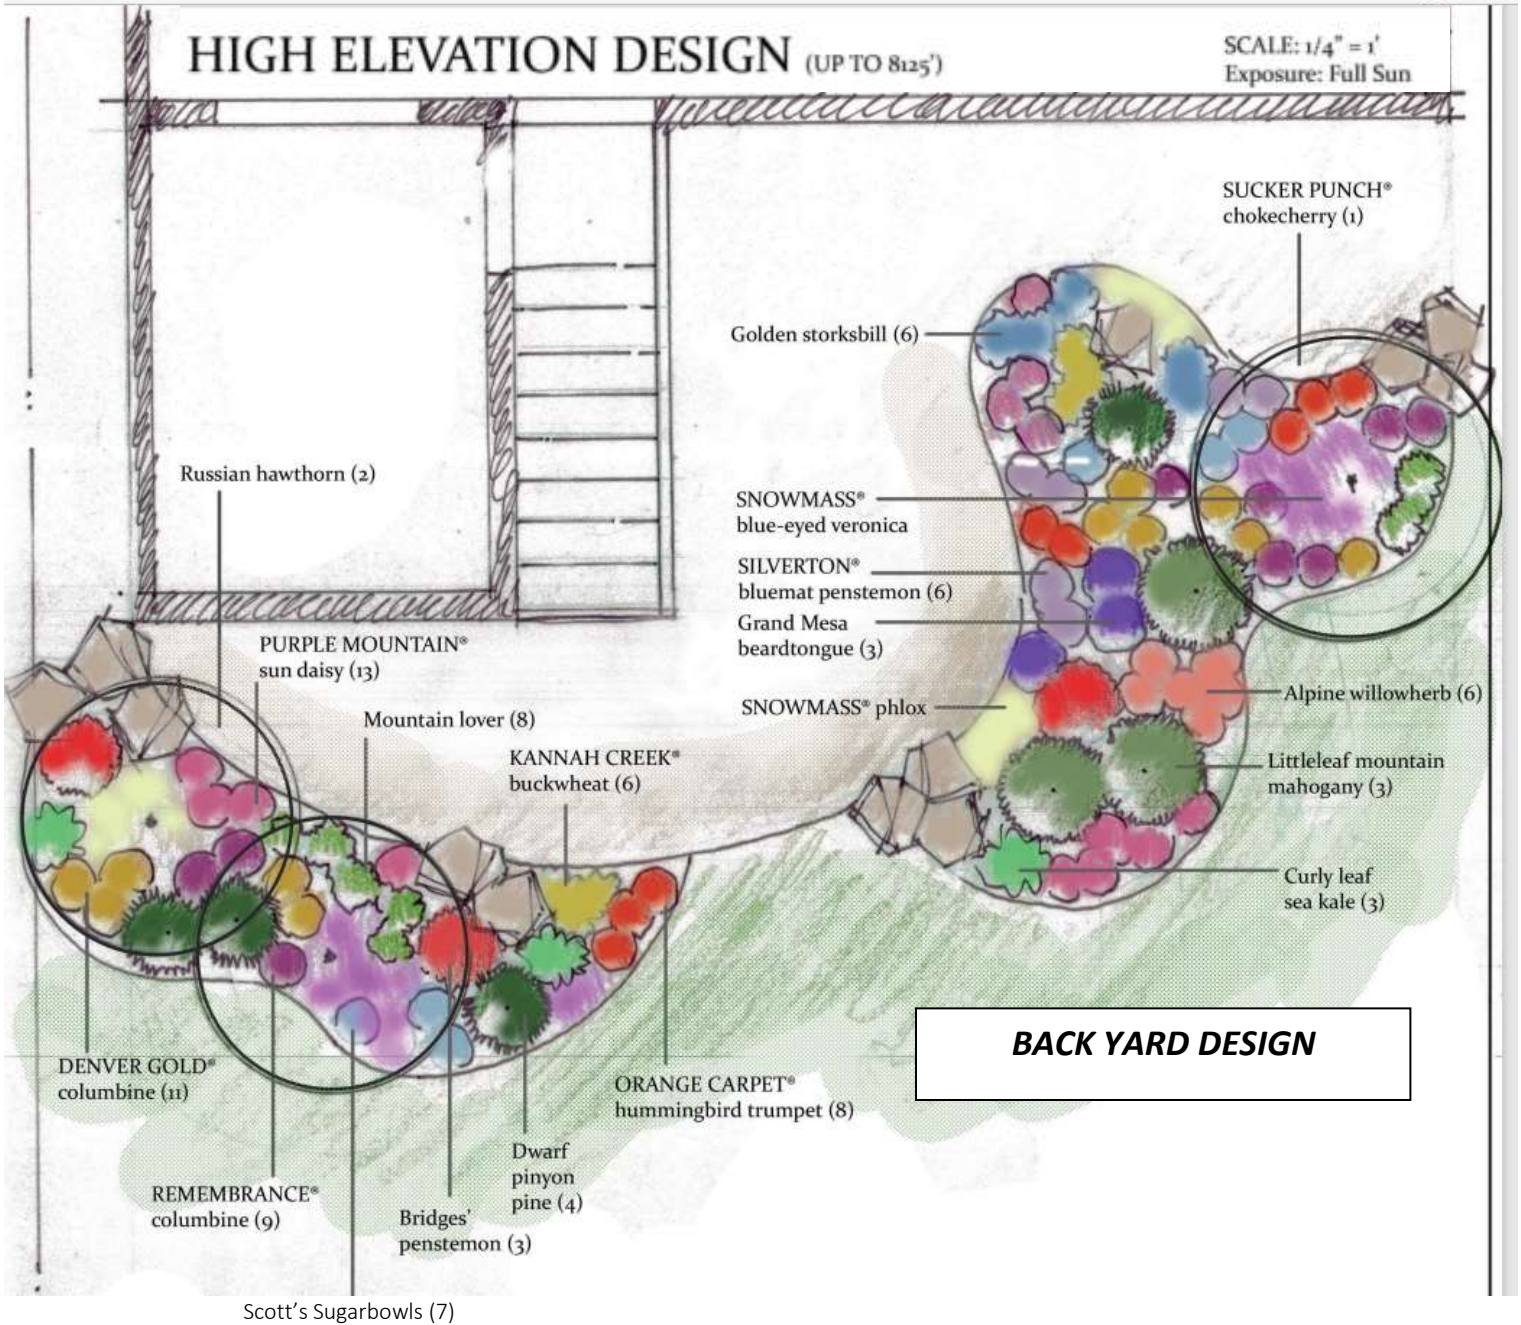 HIGH ELEVATION DESIGN (UP TO 8125')
SCALE: 1/4" = 1'
Exposure: Full Sun
SUCKER PUNCH®
chokecherry (1)
Golden storksbill (6)
Russian hawthorn (2)
SNOWMASS®
blue-eyed veronica
SILVERTON®
bluemat penstemon (6)
Grand Mesa
beardtongue (3)
PURPLE MOUNTAIN®
sun daisy (13)
SNOWMASS® phlox
Alpine willowherb (6)
Mountain lover (8)
KANNAH CREEK®
buckwheat (6)
Littleleaf mountain
mahogany (3)
Curly leaf
sea kale (3)
BACK YARD DESIGN
DENVER GOLD®
columbine (11)
ORANGE CARPET®
hummingbird trumpet (8)
Dwarf
pinyon
pine (4)
REMEMBRANCE®
columbine (9)
Bridges'
penstemon (3)
Scott's Sugarbowls (7)